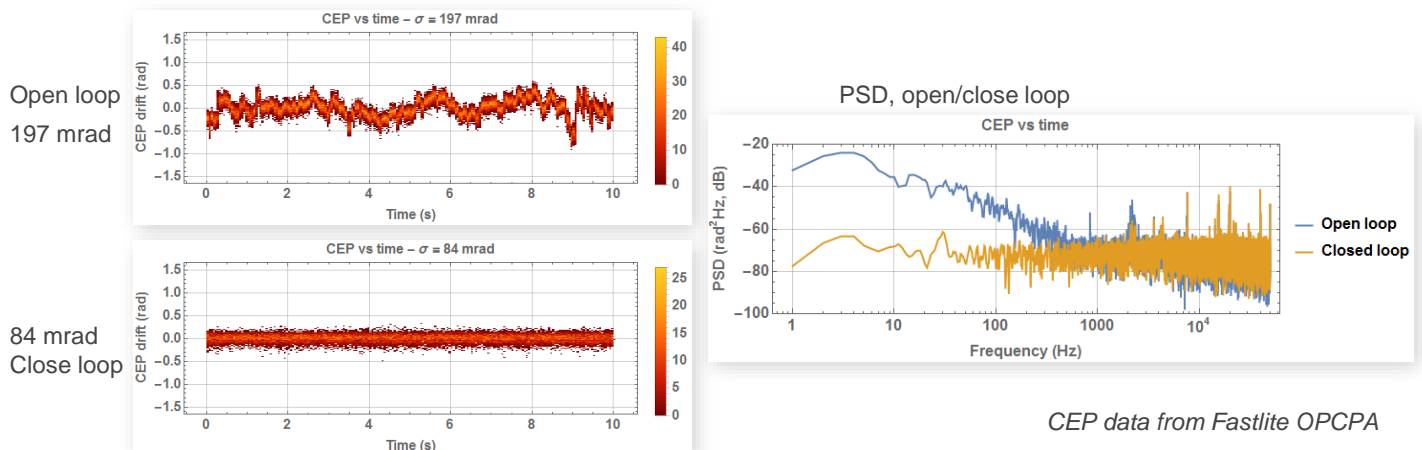 CEP vs time – σ = 197 mrad
Open loop
197 mrad
CEP drift (rad)
1.5
1.0
0.5
0.0
−0.5
−1.0
−1.5
0 2 4 6 8 10
Time (s)
40
30
20
10
0
CEP vs time – σ = 84 mrad
84 mrad
Close loop
CEP drift (rad)
1.5
1.0
0.5
0.0
−0.5
−1.0
−1.5
0 2 4 6 8 10
Time (s)
25
20
15
10
5
0
PSD, open/close loop
CEP vs time
PSD (rad²Hz, dB)
−20
−40
−60
−80
−100
1 10 100 1000 10⁴
Frequency (Hz)
Open loop
Closed loop
CEP data from Fastlite OPCPA